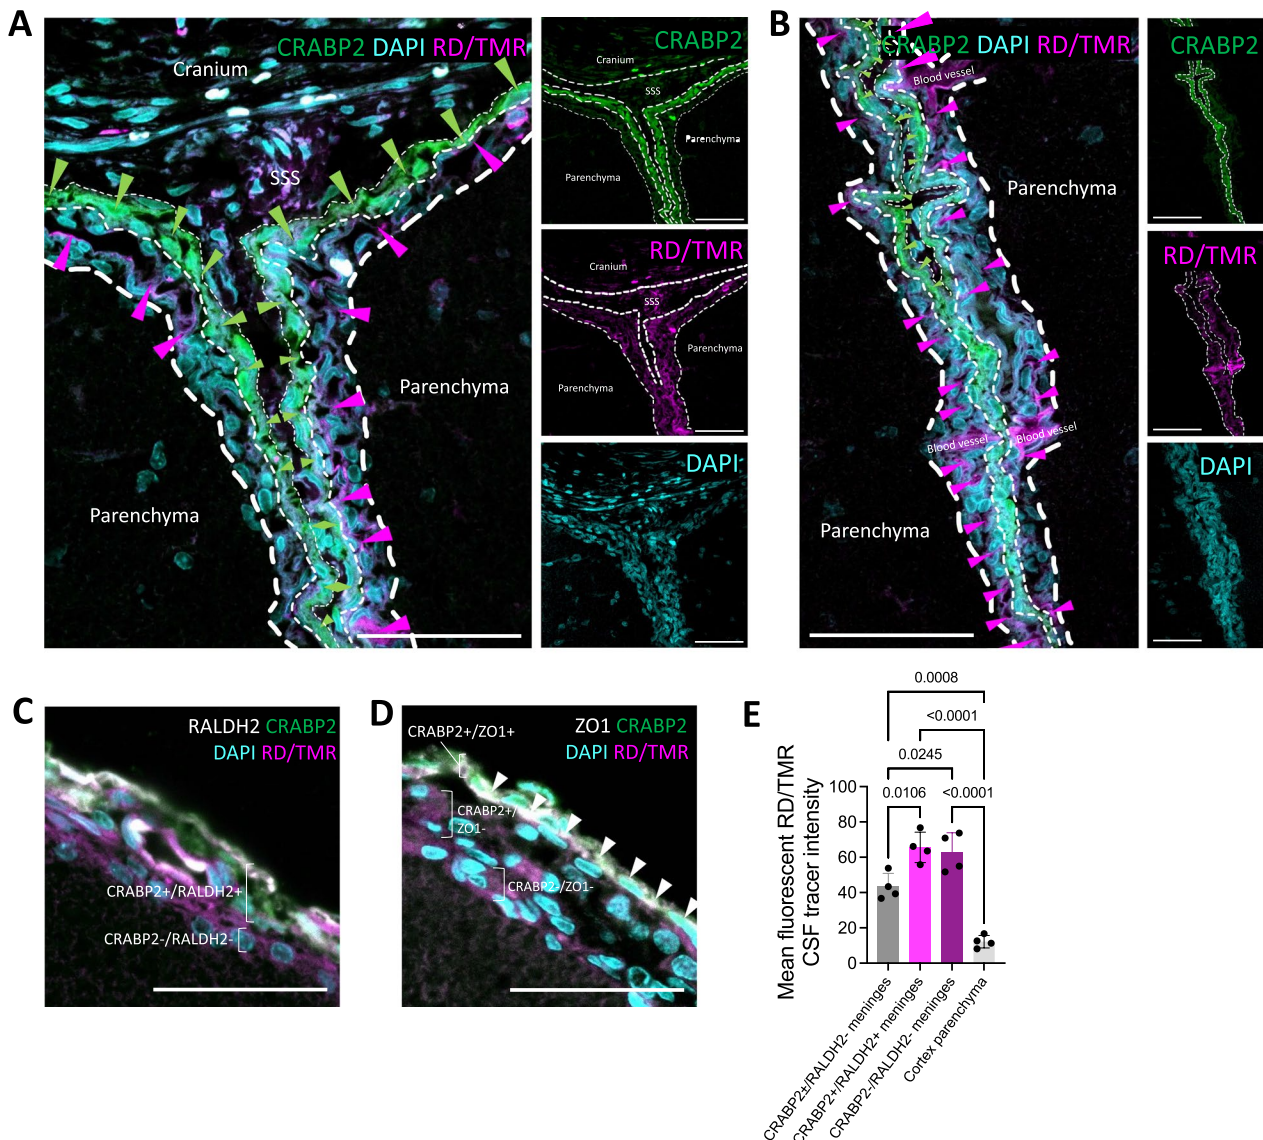 A
CRABP2 DAPI RD/TMR
Cranium
SSS
Parenchyma
Parenchyma
CRABP2
Cranium
SSS
Parenchyma
Parenchyma
RD/TMR
Cranium
SSS
Parenchyma
Parenchyma
DAPI
B
CRABP2 DAPI RD/TMR
Blood vessel
Parenchyma
Blood vessel
Blood vessel
Parenchyma
CRABP2
RD/TMR
DAPI
C
RALDH2 CRABP2
DAPI RD/TMR
CRABP2+/RALDH2+
CRABP2-/RALDH2-
D
ZO1 CRABP2
DAPI RD/TMR
CRABP2+/ZO1+
CRABP2+/
ZO1-
CRABP2-/ZO1-
E
0.0008
<0.0001
0.0245
0.0106
<0.0001
Mean fluorescent RD/TMR
CSF tracer intensity
100
80
60
40
20
0
CRABP2±/RALDH2- meninges
CRABP2+/RALDH2+ meninges
CRABP2-/RALDH2- meninges
Cortex parenchyma